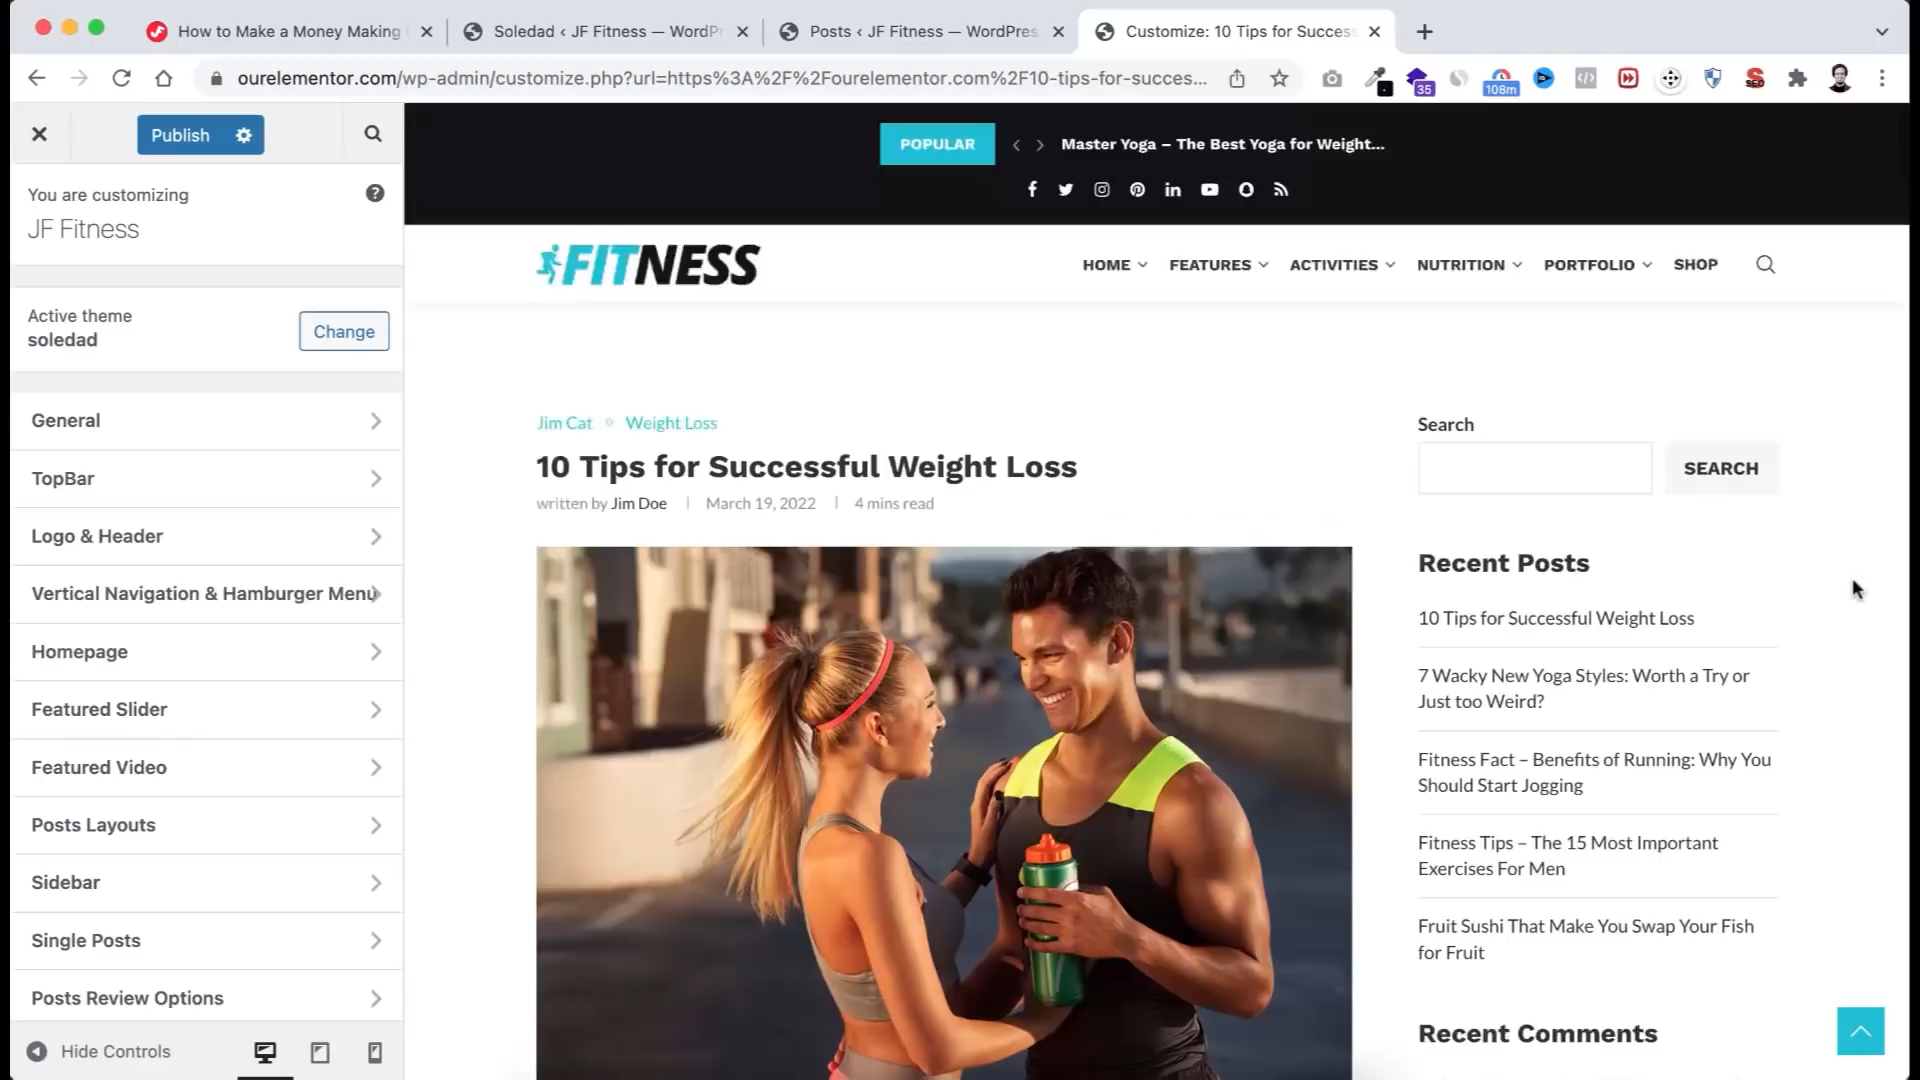 How to Make a Money Making
Soledad ‹ JF Fitness — WordPr
Posts ‹ JF Fitness — WordPres
Customize: 10 Tips for Succes
ourelementor.com/wp-admin/customize.php?url=https%3A%2F%2Fourelementor.com%2F10-tips-for-succes...
35
108m
SEO
Publish
You are customizing
JF Fitness
Active theme
soledad
Change
General
TopBar
Logo & Header
Vertical Navigation & Hamburger Menu
Homepage
Featured Slider
Featured Video
Posts Layouts
Sidebar
Single Posts
Posts Review Options
Hide Controls
POPULAR
Master Yoga – The Best Yoga for Weight...
FITNESS
HOME
FEATURES
ACTIVITIES
NUTRITION
PORTFOLIO
SHOP
Jim Cat
Weight Loss
10 Tips for Successful Weight Loss
written by Jim Doe
March 19, 2022
4 mins read
Search
SEARCH
Recent Posts
10 Tips for Successful Weight Loss
7 Wacky New Yoga Styles: Worth a Try or
Just too Weird?
Fitness Fact – Benefits of Running: Why You
Should Start Jogging
Fitness Tips – The 15 Most Important
Exercises For Men
Fruit Sushi That Make You Swap Your Fish
for Fruit
Recent Comments